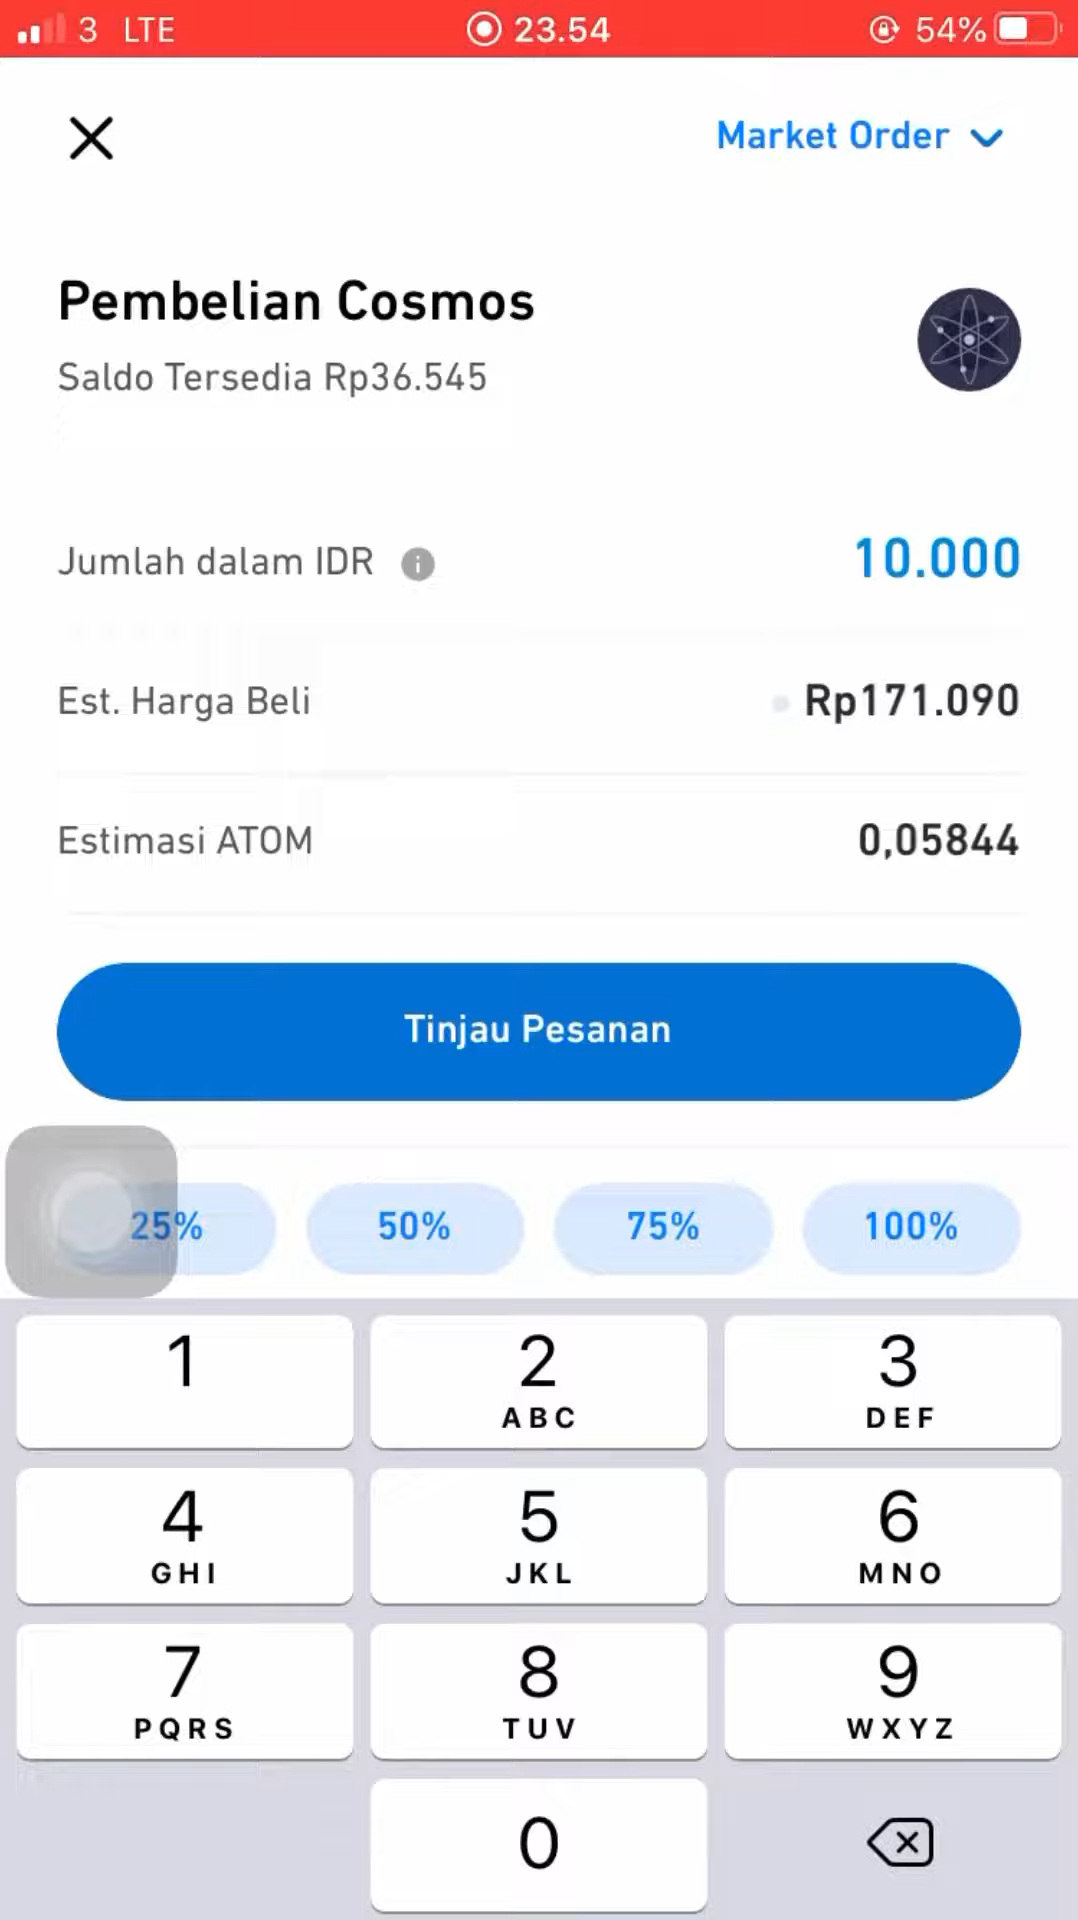 3 LTE 23.54 54%
Market Order
Pembelian Cosmos
Saldo Tersedia Rp36.545
Jumlah dalam IDR i 10.000
Est. Harga Beli Rp171.090
Estimasi ATOM 0,05844
Tinjau Pesanan
25% 50% 75% 100%
1 2 3
ABC DEF
4 5 6
GHI JKL MNO
7 8 9
PQRS TUV WXYZ
0